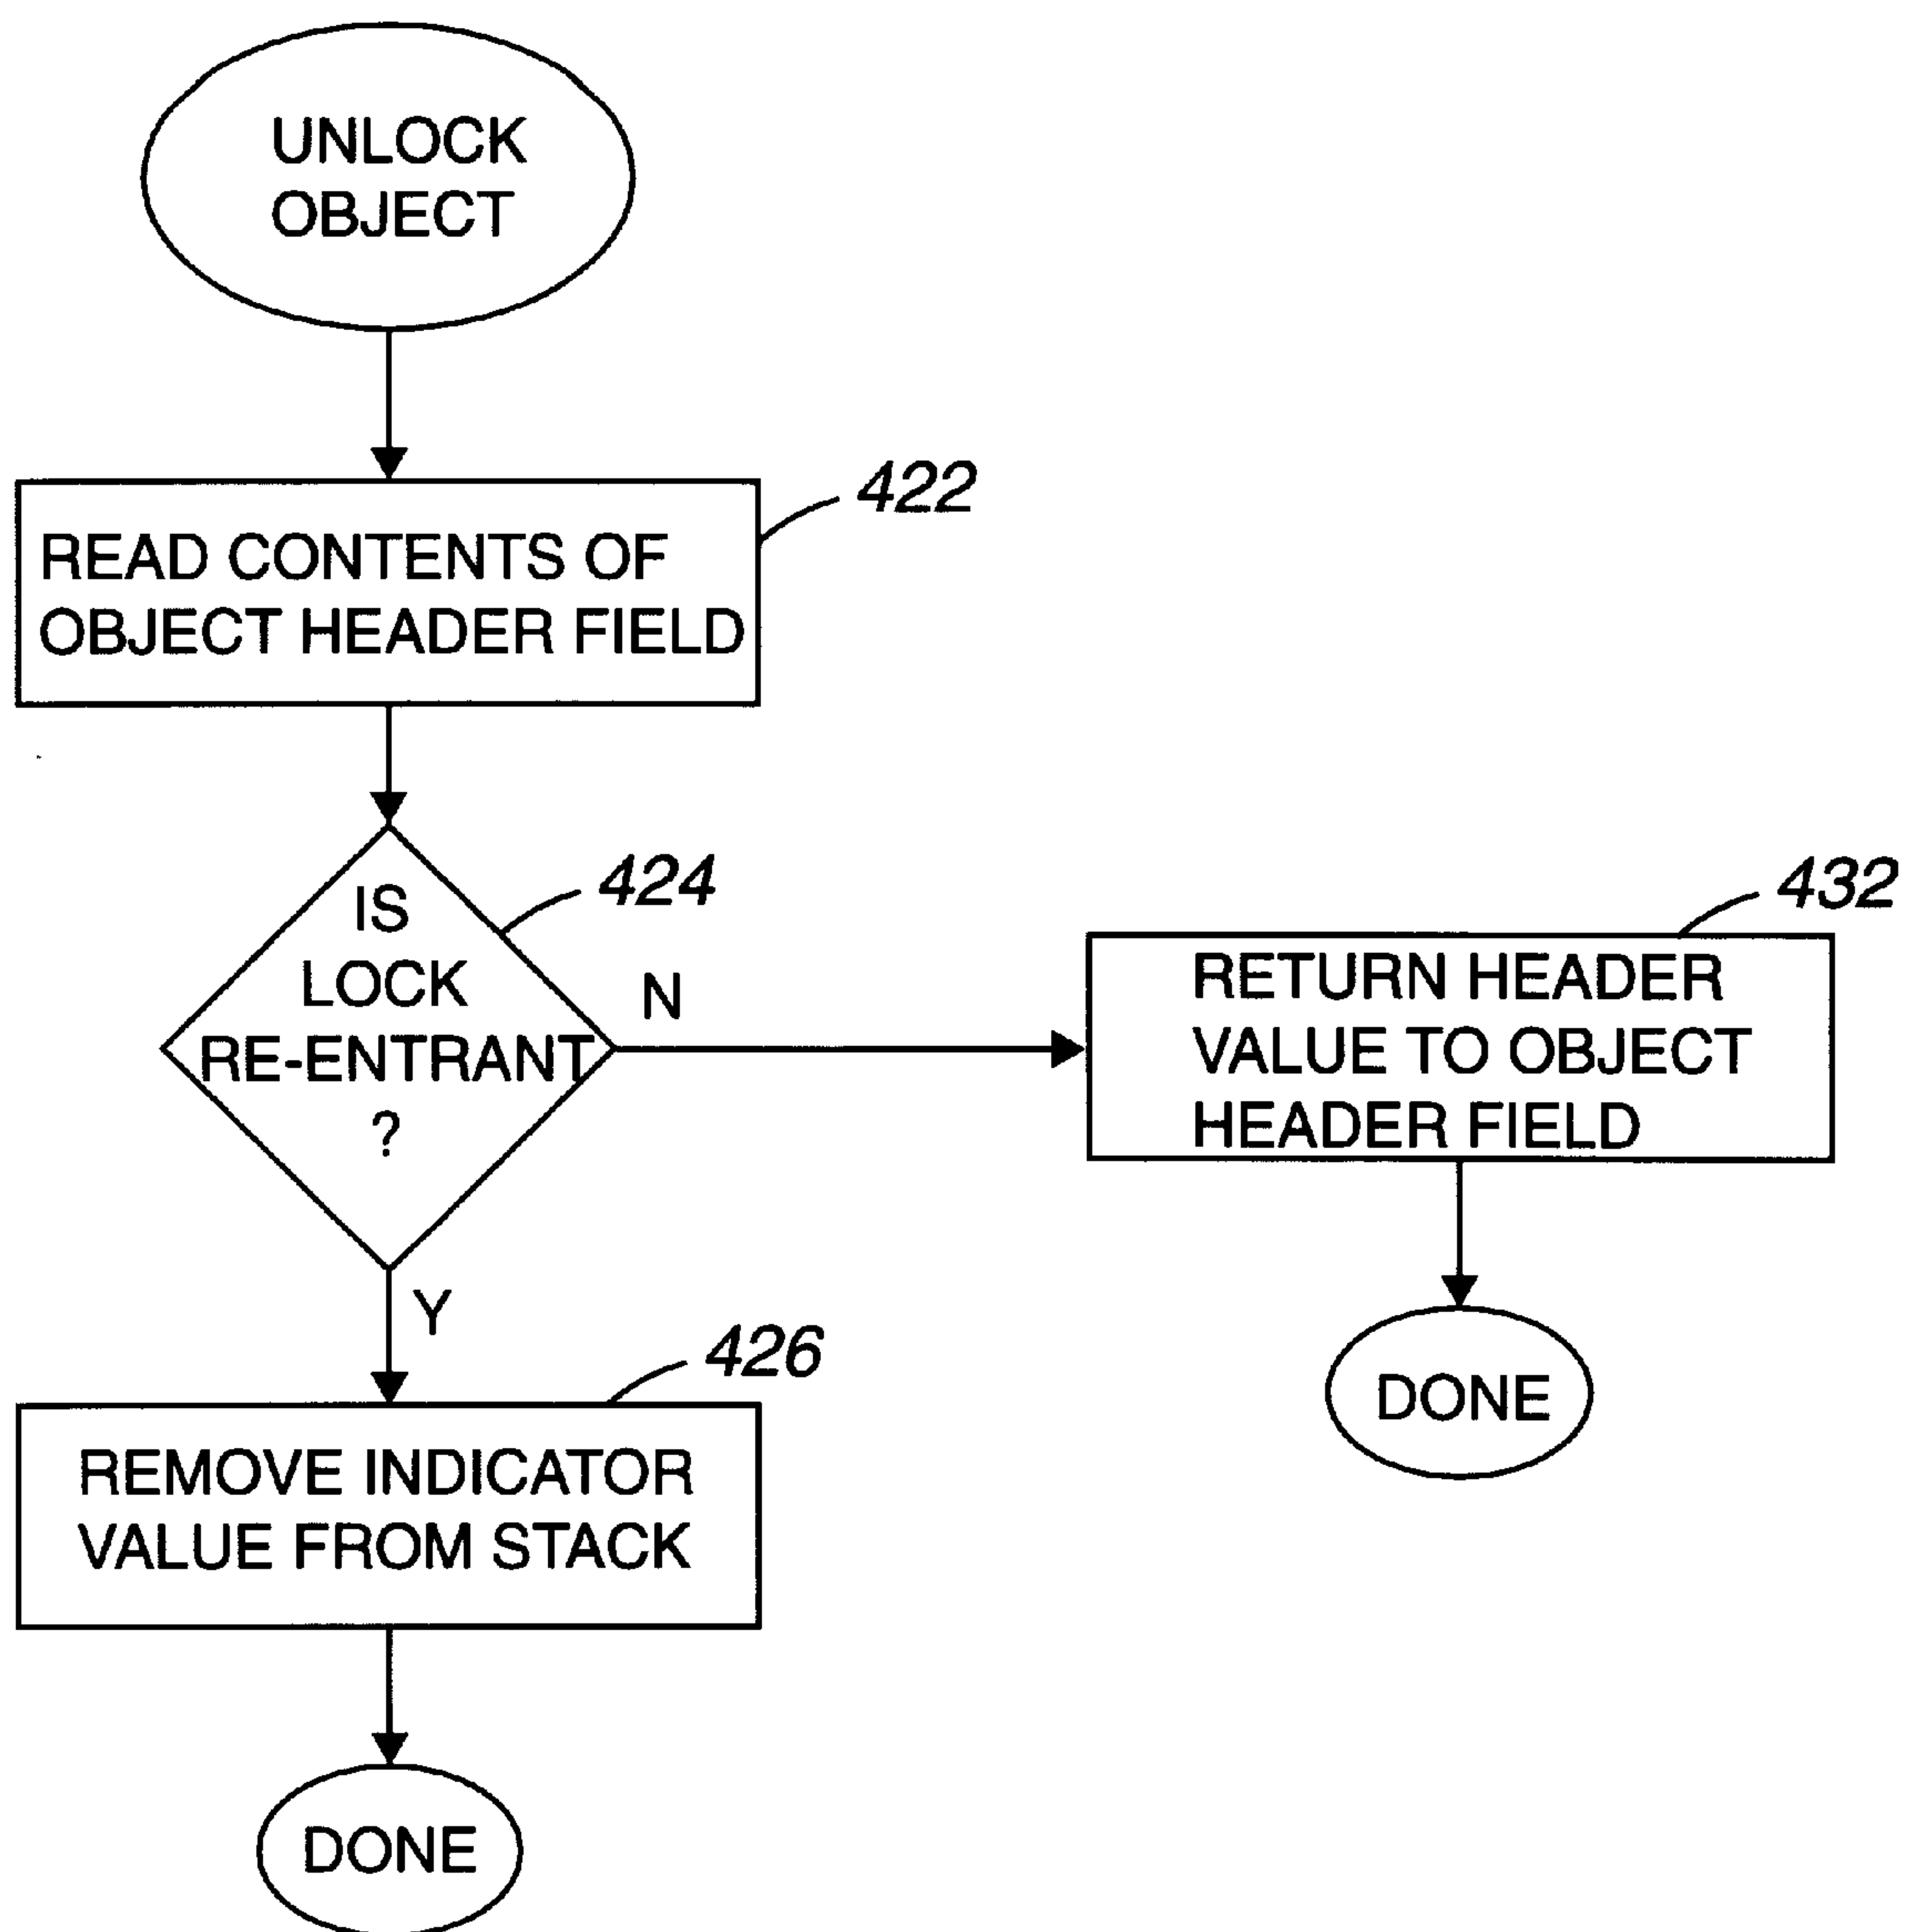 UNLOCK
OBJECT
422
READ CONTENTS OF
OBJECT HEADER FIELD
424
IS
LOCK
RE-ENTRANT
?
N
432
RETURN HEADER
VALUE TO OBJECT
HEADER FIELD
DONE
Y
426
REMOVE INDICATOR
VALUE FROM STACK
DONE